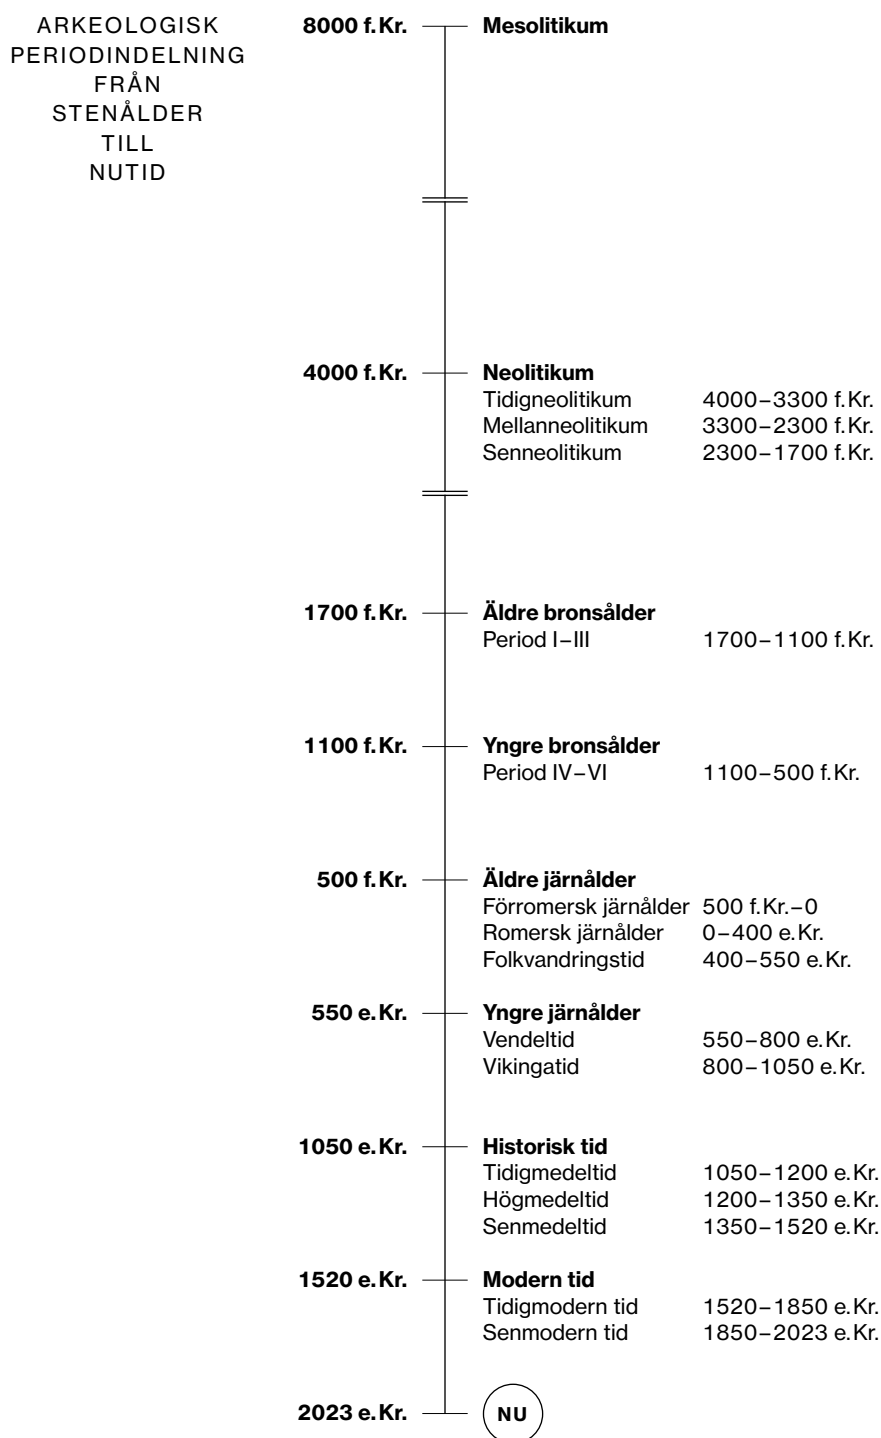 ARKEOLOGISK
PERIODINDELNING
FRÅN
STENÅLDER
TILL
NUTID
8000 f.Kr. Mesolitikum
4000 f.Kr. Neolitikum
Tidigneolitikum 4000–3300 f.Kr.
Mellanneolitikum 3300–2300 f.Kr.
Senneolitikum 2300–1700 f.Kr.
1700 f.Kr. Äldre bronsålder
Period I–III 1700–1100 f.Kr.
1100 f.Kr. Yngre bronsålder
Period IV–VI 1100–500 f.Kr.
500 f.Kr. Äldre järnålder
Förromersk järnålder 500 f.Kr.–0
Romersk järnålder 0–400 e.Kr.
Folkvandringstid 400–550 e.Kr.
550 e.Kr. Yngre järnålder
Vendeltid 550–800 e.Kr.
Vikingatid 800–1050 e.Kr.
1050 e.Kr. Historisk tid
Tidigmedeltid 1050–1200 e.Kr.
Högmedeltid 1200–1350 e.Kr.
Senmedeltid 1350–1520 e.Kr.
1520 e.Kr. Modern tid
Tidigmodern tid 1520–1850 e.Kr.
Senmodern tid 1850–2023 e.Kr.
2023 e.Kr. NU